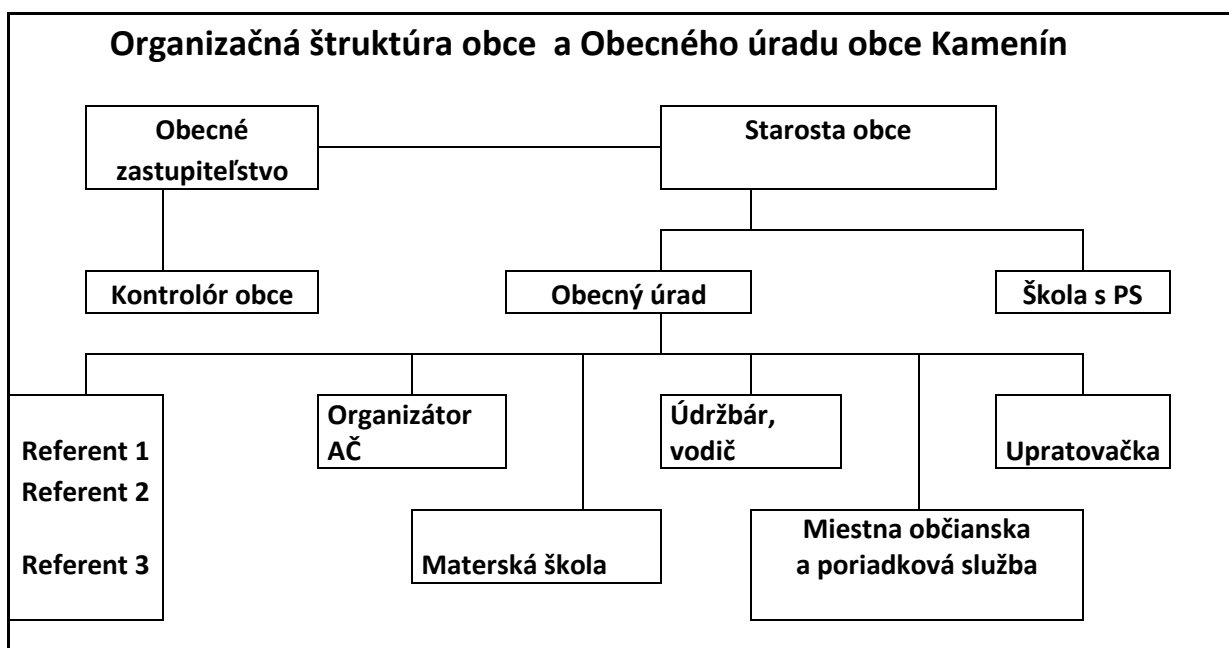 Organizačná štruktúra obce a Obecného úradu obce Kamenín
Obecné
zastupiteľstvo
Starosta obce
Kontrolór obce
Obecný úrad
Škola s PS
Referent 1
Referent 2
Referent 3
Organizátor
AČ
Údržbár,
vodič
Upratovačka
Materská škola
Miestna občianska
a poriadková služba